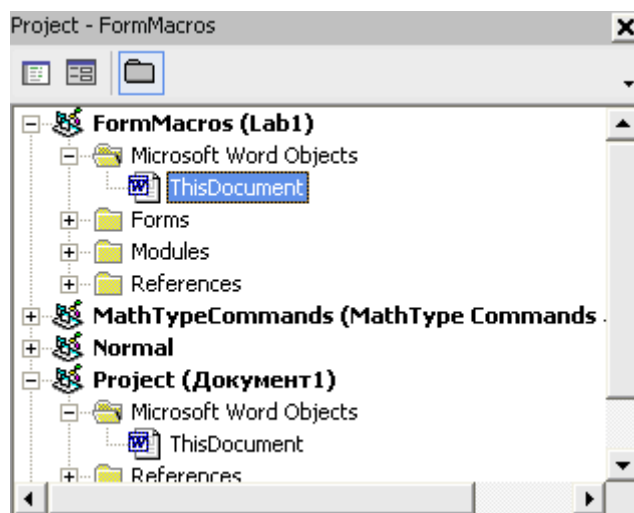 Project - FormMacros
FormMacros (Lab1)
Microsoft Word Objects
ThisDocument
Forms
Modules
References
MathTypeCommands (MathType Commands
Normal
Project (Документ1)
Microsoft Word Objects
ThisDocument
References